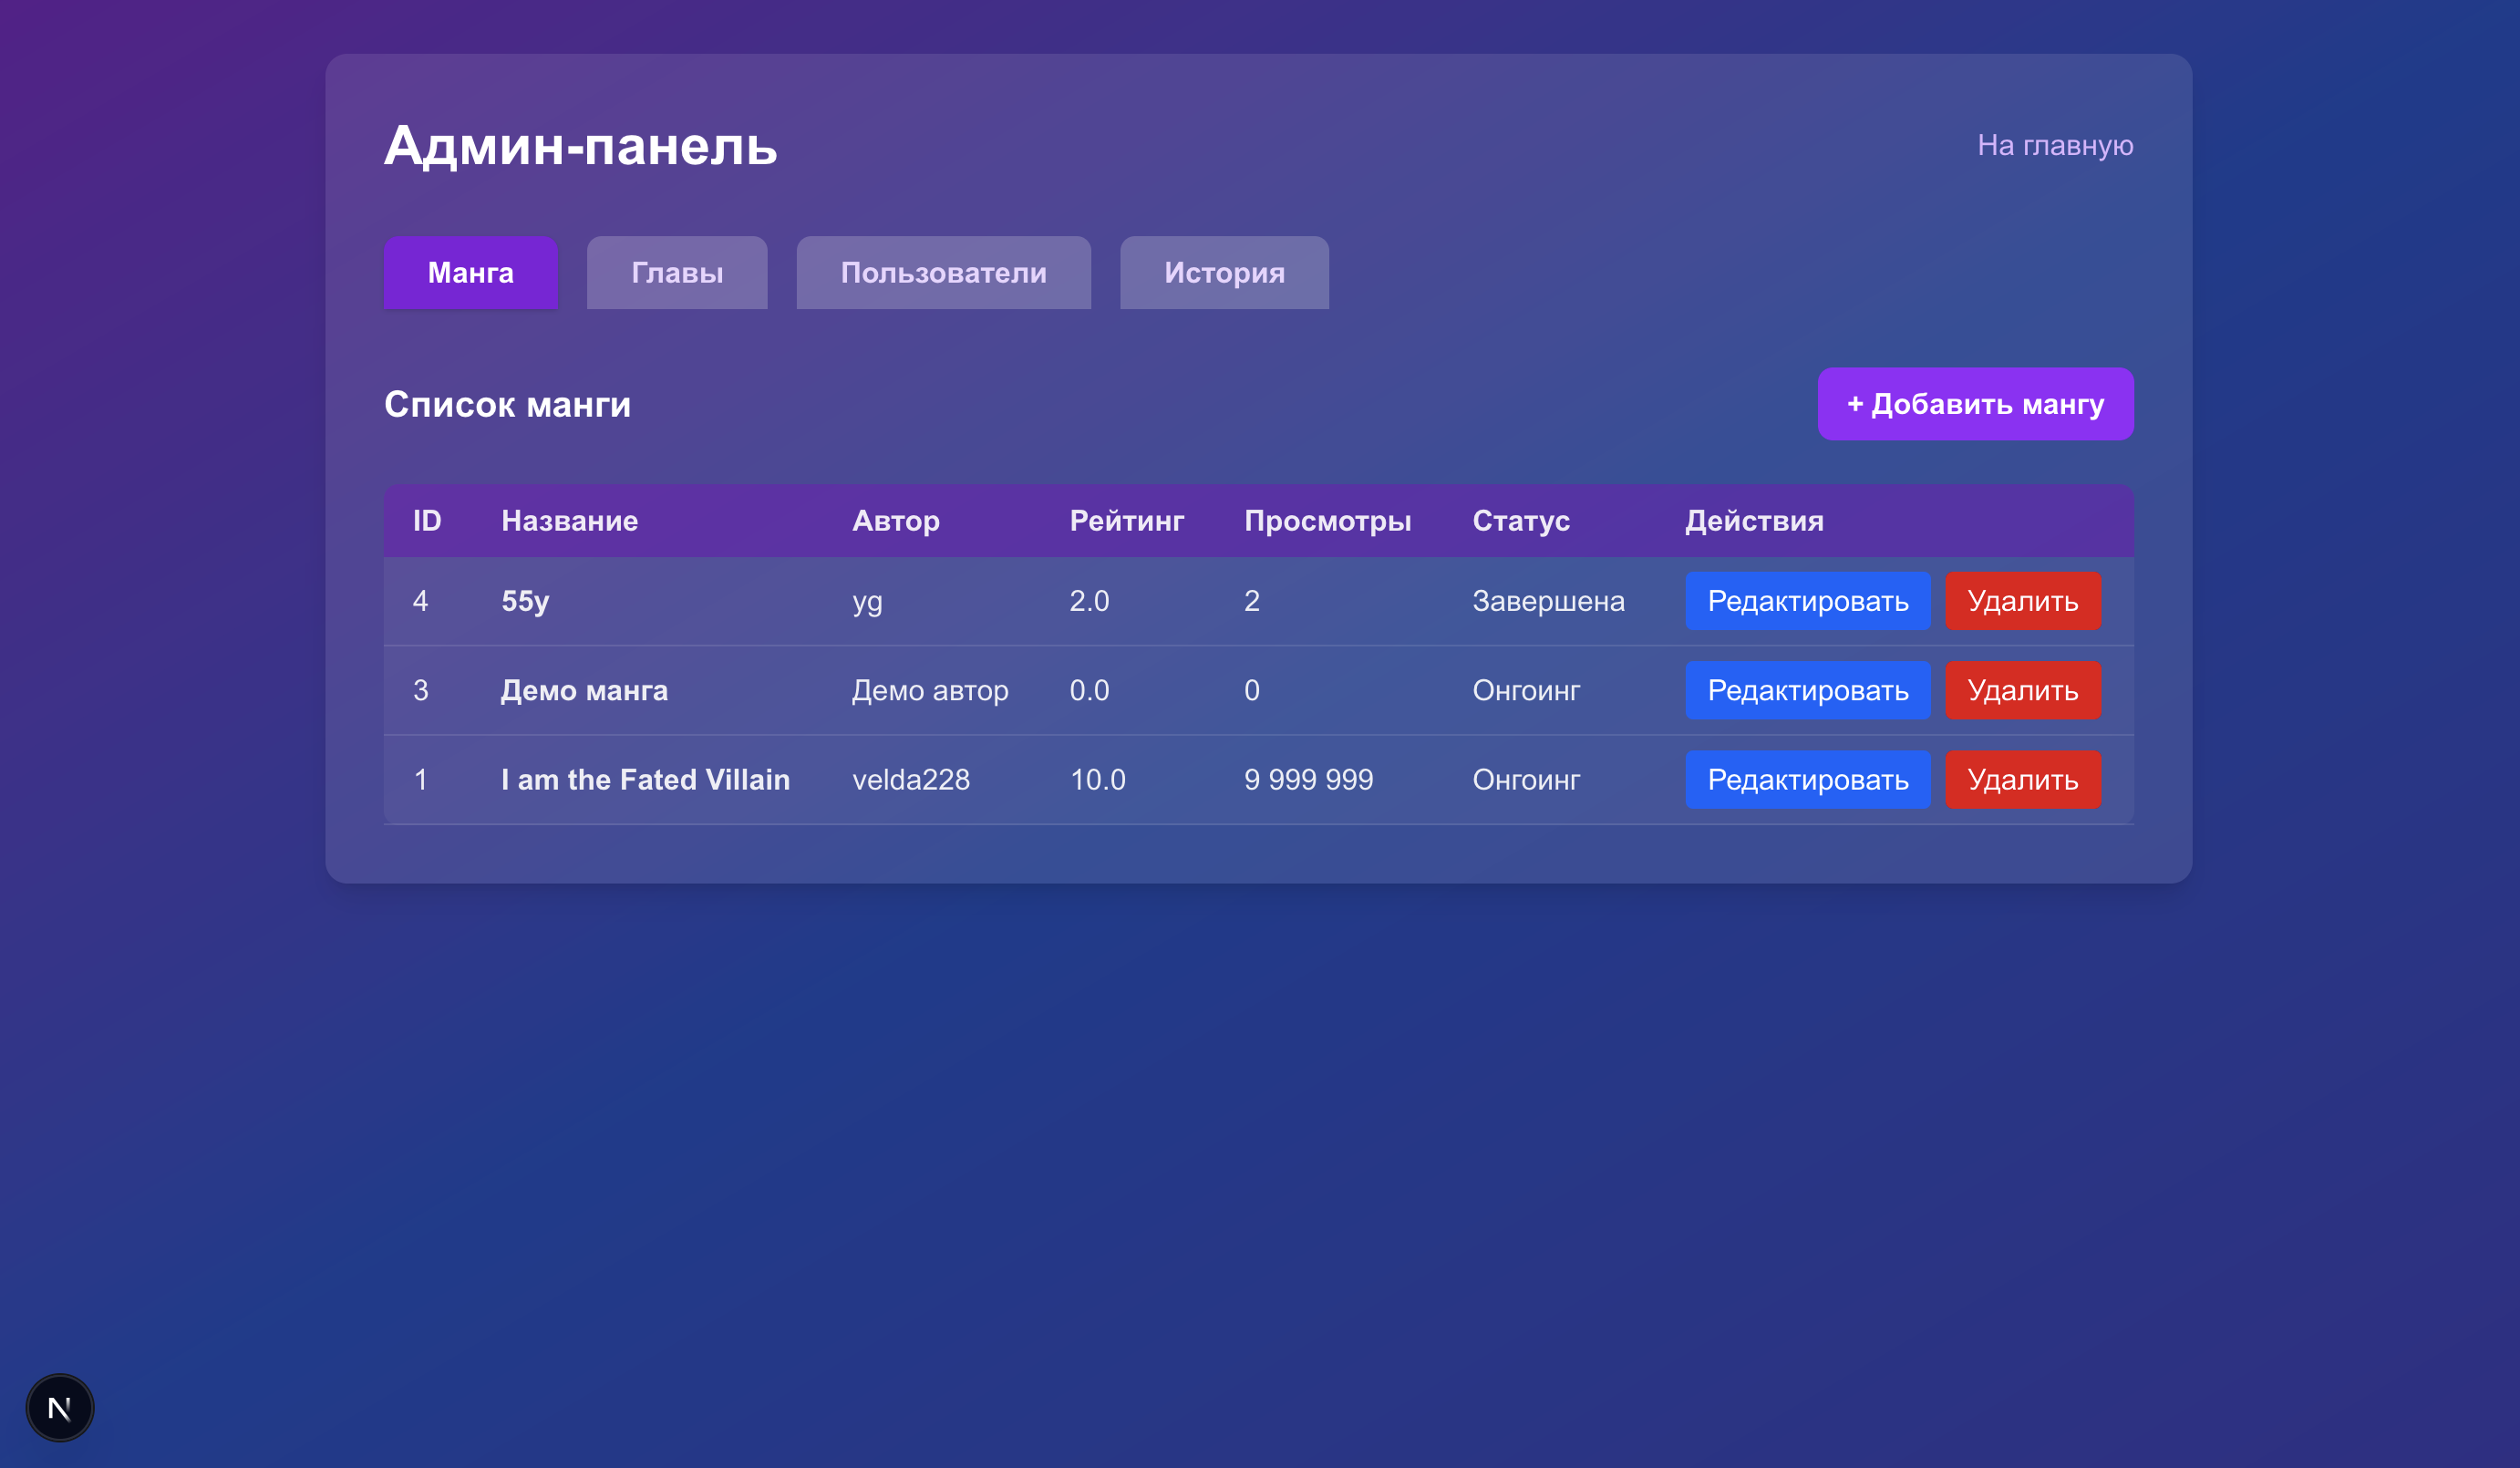 Админ-панель
На главную
Манга Главы Пользователи История
Список манги
+ Добавить мангу
ID Название Автор Рейтинг Просмотры Статус Действия
4 55y yg 2.0 2 Завершена Редактировать Удалить
3 Демо манга Демо автор 0.0 0 Онгоинг Редактировать Удалить
1 I am the Fated Villain velda228 10.0 9 999 999 Онгоинг Редактировать Удалить
N